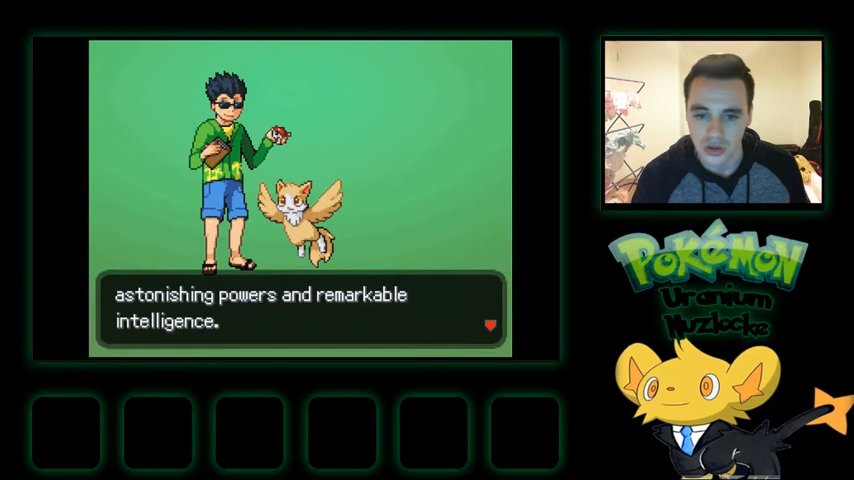 astonishing powers and remarkable
intelligence.
POKéMON
Uranium
Nuzlocke